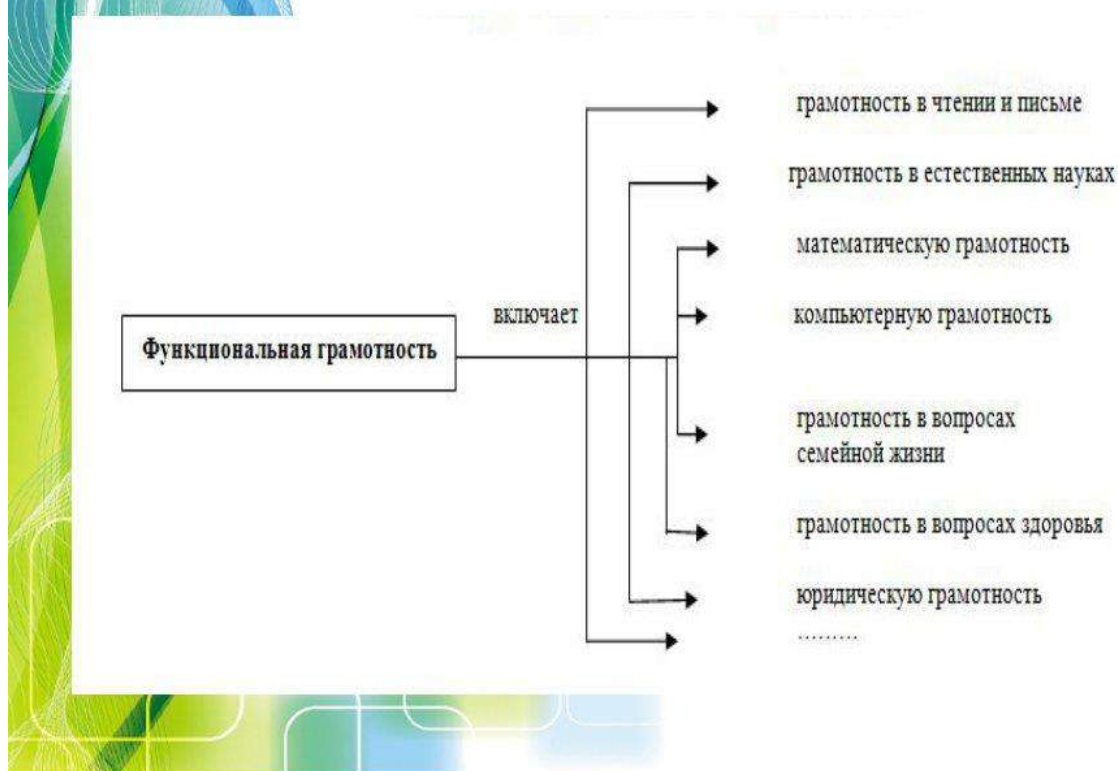 грамотность в чтении и письме
грамотность в естественных науках
математическую грамотность
включает
компьютерную грамотность
Функциональная грамотность
грамотность в вопросах
семейной жизни
грамотность в вопросах здоровья
юридическую грамотность
.........